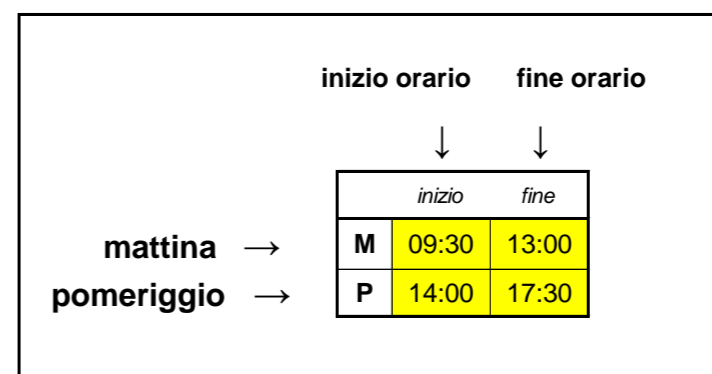 inizio orario fine orario
↓ ↓
inizio fine
mattina → M 09:30 13:00
pomeriggio → P 14:00 17:30